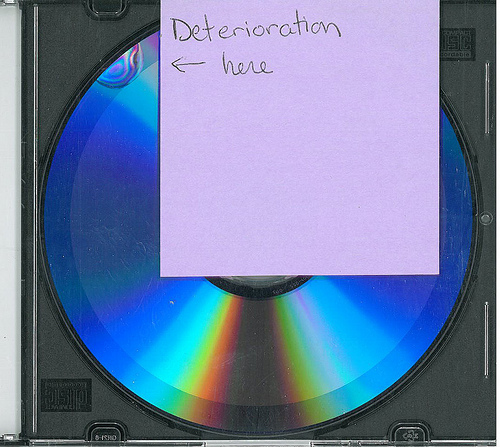 Deterioration
← here